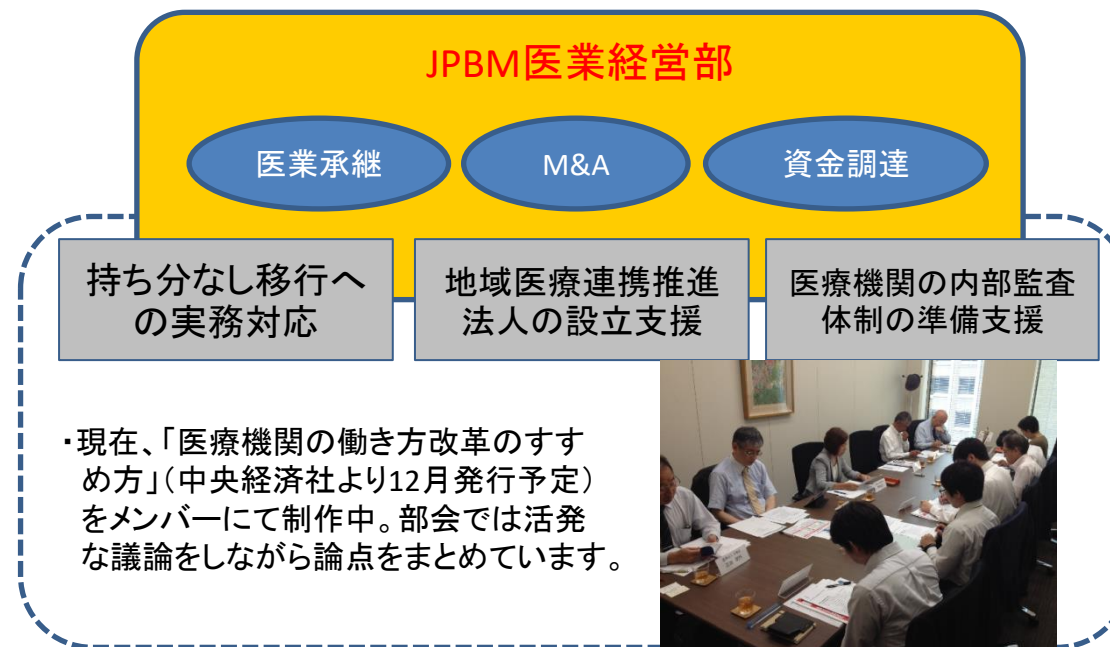 JPBM医業経営部
医業承継
M&A
資金調達
持ち分なし移行へ
の実務対応
地域医療連携推進
法人の設立支援
医療機関の内部監査
体制の準備支援
・現在、「医療機関の働き方改革のすす
め方」（中央経済社より12月発行予定）
をメンバーにて制作中。部会では活発
な議論をしながら論点をまとめています。